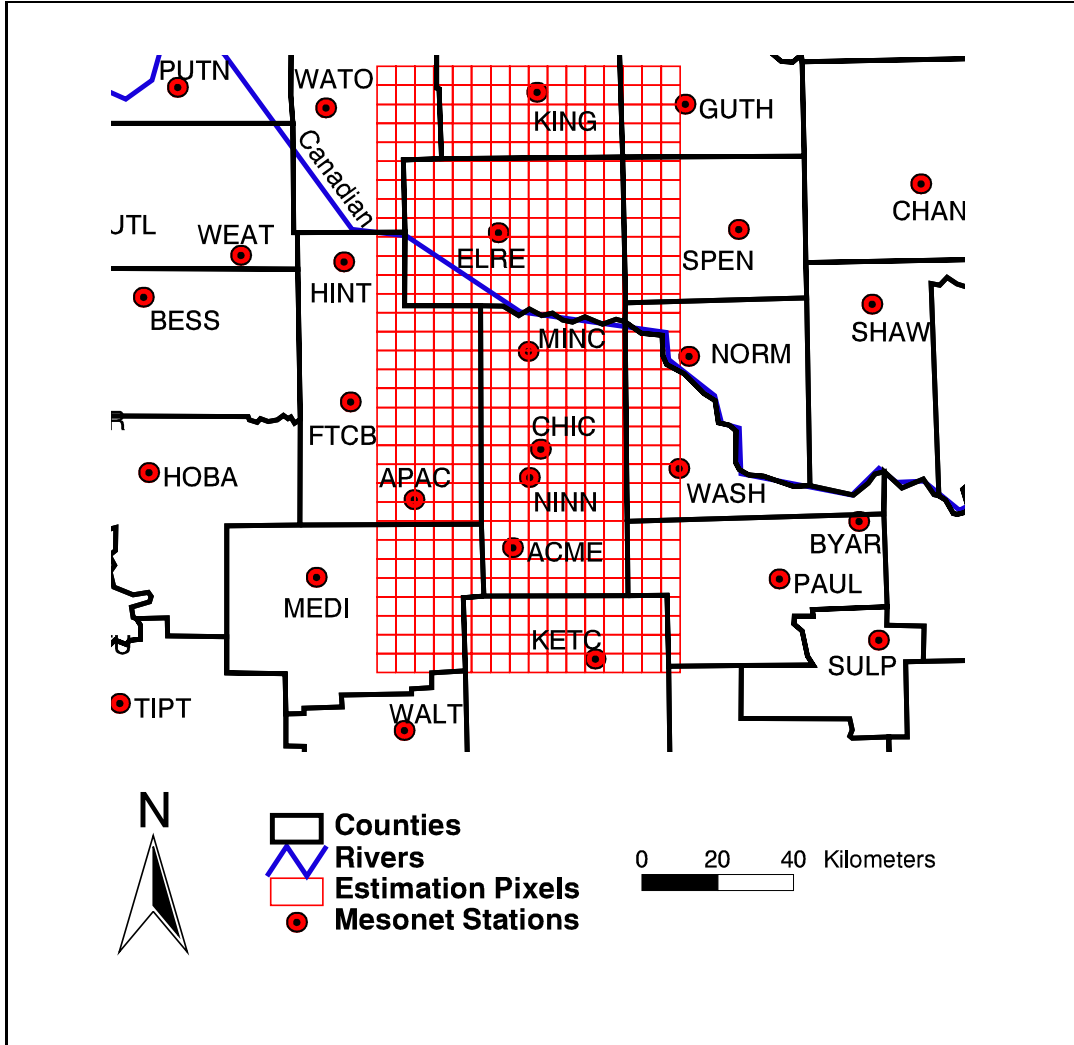 PUTN
WATO
KING
GUTH
Canadian
CHAN
UTL
WEAT
ELRE
SPEN
HINT
BESS
SHAW
MINC
NORM
FTCB
CHIC
HOBA
APAC
NINN
WASH
ACME
BYAR
MEDI
PAUL
KETC
SULP
TIPT
WALT
N
Counties
Rivers
Estimation Pixels
Mesonet Stations
0 20 40 Kilometers